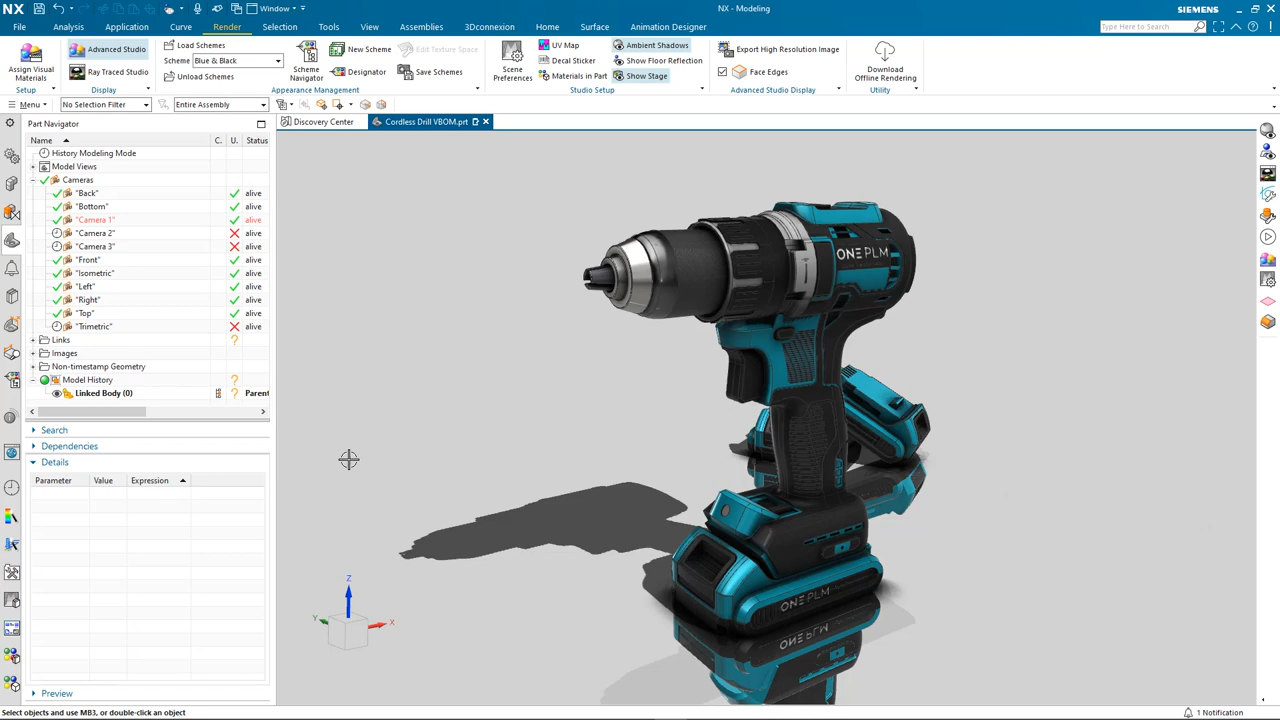 NX
Window
NX - Modeling
SIEMENS
File
Analysis
Application
Curve
Render
Selection
Tools
View
Assemblies
3Dconnexion
Home
Surface
Animation Designer
Type Here to Search
Assign Visual
Materials
Setup
Advanced Studio
Ray Traced Studio
Display
Load Schemes
Scheme
Blue & Black
Unload Schemes
Scheme
Navigator
New Scheme
Designator
Edit Texture Space
Save Schemes
Appearance Management
Scene
Preferences
UV Map
Decal Sticker
Materials in Part
Ambient Shadows
Show Floor Reflection
Show Stage
Studio Setup
Export High Resolution Image
Face Edges
Advanced Studio Display
Download
Offline Rendering
Utility
Menu
No Selection Filter
Entire Assembly
Part Navigator
Discovery Center
Cordless Drill VBOM.prt
Name C. U. Status
History Modeling Mode
Model Views
Cameras
"Back" alive
"Bottom" alive
"Camera 1" alive
"Camera 2" alive
"Camera 3" alive
"Front" alive
"Isometric" alive
"Left" alive
"Right" alive
"Top" alive
"Trimetric" alive
Links ?
Images ?
Non-timestamp Geometry ?
Model History ?
Linked Body (0) ? Parent
Search
Dependencies
Details
Parameter Value Expression
Preview
ONE PLM
ONE PLM
ONE PLM
Z
Y
X
Select objects and use MB3, or double-click an object
1 Notification